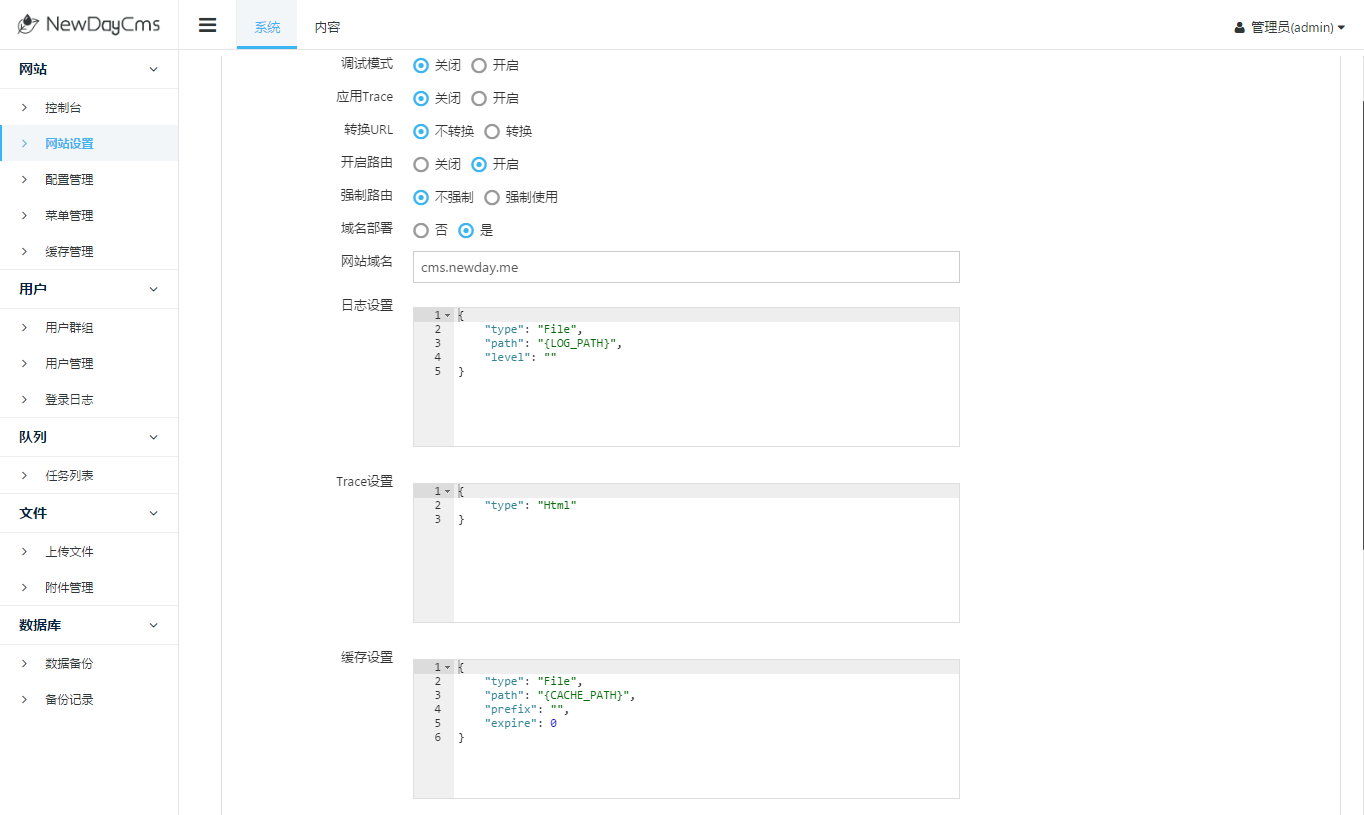 NewDayCms
系统
内容
管理员(admin)
网站
控制台
网站设置
配置管理
菜单管理
缓存管理
用户
用户群组
用户管理
登录日志
队列
任务列表
文件
上传文件
附件管理
数据库
数据备份
备份记录
调试模式 关闭 开启
应用Trace 关闭 开启
转换URL 不转换 转换
开启路由 关闭 开启
强制路由 不强制 强制使用
域名部署 否 是
网站域名 cms.newday.me
日志设置
1 {
2 "type": "File",
3 "path": "{LOG_PATH}",
4 "level": ""
5 }
Trace设置
1 {
2 "type": "Html"
3 }
缓存设置
1 {
2 "type": "File",
3 "path": "{CACHE_PATH}",
4 "prefix": "",
5 "expire": 0
6 }